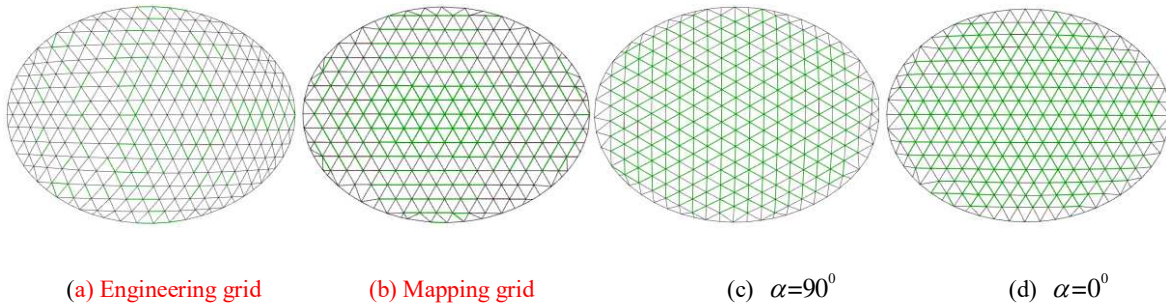 (a) Engineering grid (b) Mapping grid (c) α=90⁰ (d) α=0⁰